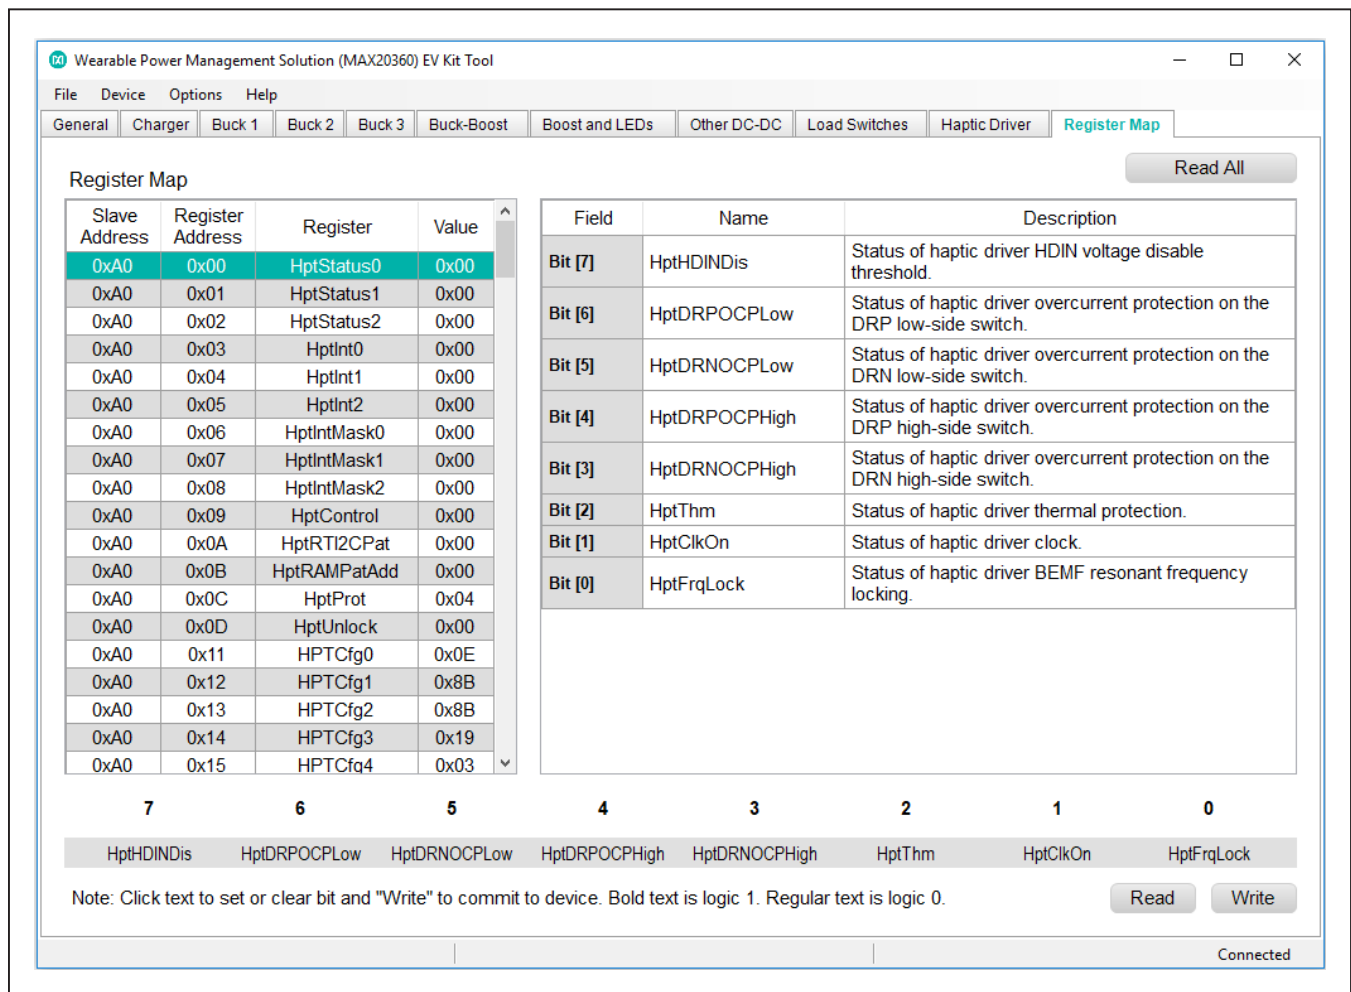 Wearable Power Management Solution (MAX20360) EV Kit Tool
File Device Options Help
General Charger Buck 1 Buck 2 Buck 3 Buck-Boost Boost and LEDs Other DC-DC Load Switches Haptic Driver Register Map
Read All
Register Map
Slave Address Register Address Register Value
0xA0 0x00 HptStatus0 0x00
0xA0 0x01 HptStatus1 0x00
0xA0 0x02 HptStatus2 0x00
0xA0 0x03 HptInt0 0x00
0xA0 0x04 HptInt1 0x00
0xA0 0x05 HptInt2 0x00
0xA0 0x06 HptIntMask0 0x00
0xA0 0x07 HptIntMask1 0x00
0xA0 0x08 HptIntMask2 0x00
0xA0 0x09 HptControl 0x00
0xA0 0x0A HptRTI2CPat 0x00
0xA0 0x0B HptRAMPatAdd 0x00
0xA0 0x0C HptProt 0x04
0xA0 0x0D HptUnlock 0x00
0xA0 0x11 HPTCfg0 0x0E
0xA0 0x12 HPTCfg1 0x8B
0xA0 0x13 HPTCfg2 0x8B
0xA0 0x14 HPTCfg3 0x19
0xA0 0x15 HPTCfg4 0x03
Field Name Description
Bit [7] HptHDINDis Status of haptic driver HDIN voltage disable
threshold.
Bit [6] HptDRPOCPLow Status of haptic driver overcurrent protection on the
DRP low-side switch.
Bit [5] HptDRNOCPLow Status of haptic driver overcurrent protection on the
DRN low-side switch.
Bit [4] HptDRPOCPHigh Status of haptic driver overcurrent protection on the
DRP high-side switch.
Bit [3] HptDRNOCPHigh Status of haptic driver overcurrent protection on the
DRN high-side switch.
Bit [2] HptThm Status of haptic driver thermal protection.
Bit [1] HptClkOn Status of haptic driver clock.
Bit [0] HptFrqLock Status of haptic driver BEMF resonant frequency
locking.
7 6 5 4 3 2 1 0
HptHDINDis HptDRPOCPLow HptDRNOCPLow HptDRPOCPHigh HptDRNOCPHigh HptThm HptClkOn HptFrqLock
Note: Click text to set or clear bit and "Write" to commit to device. Bold text is logic 1. Regular text is logic 0.
Read Write
Connected